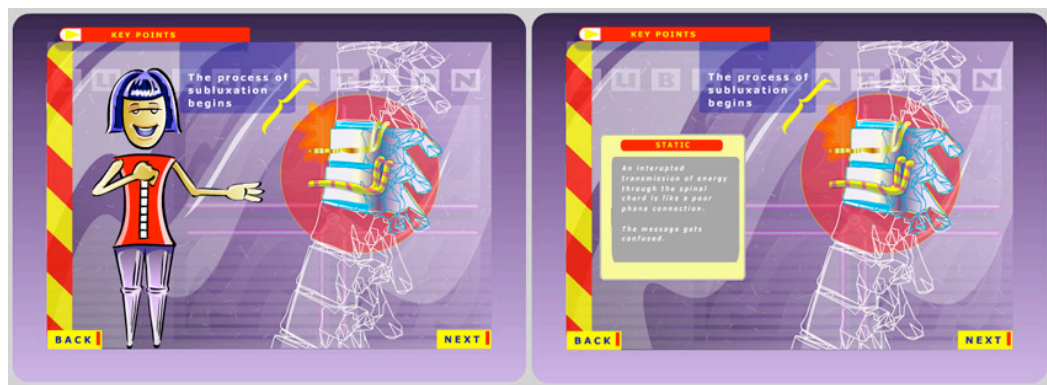 KEY POINTS
The process of
subluxation
begins
BACK
NEXT
KEY POINTS
The process of
subluxation
begins
STATIC
An interupted
transmission of energy
through the spinal
chord is like a poor
phone connection.
The message gets
confused.
BACK
NEXT